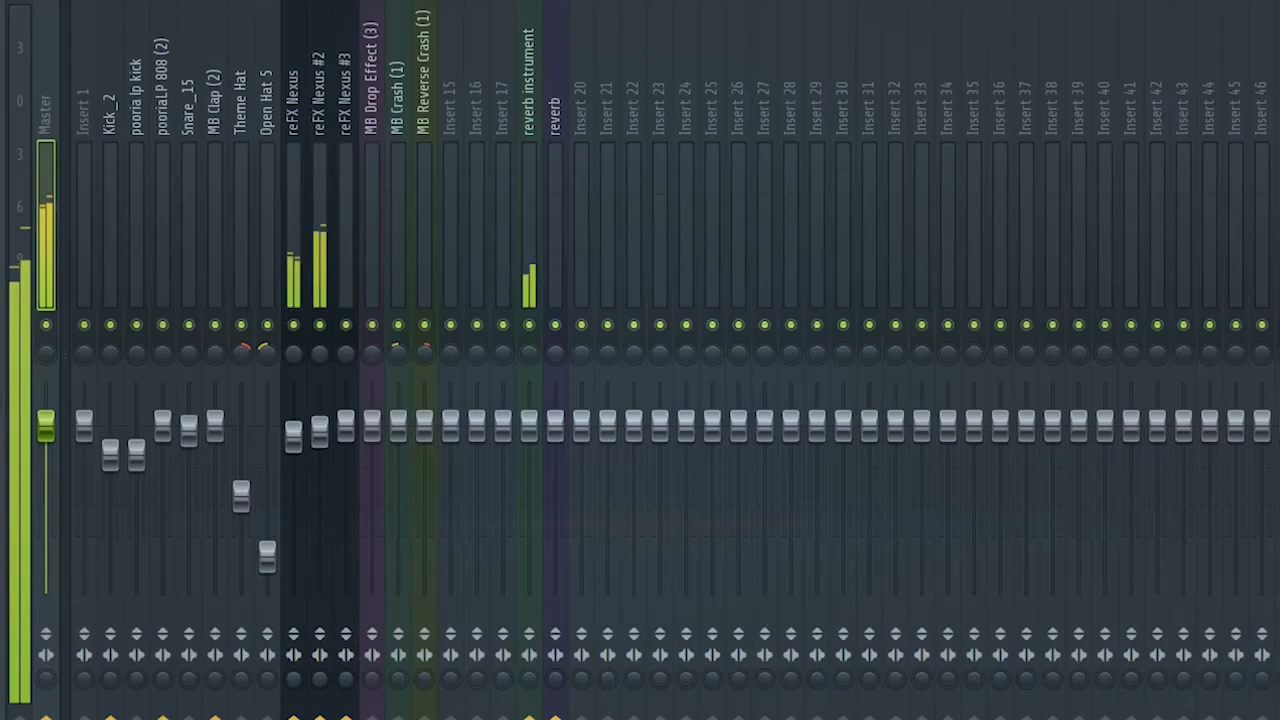 3
0
3
6
9
Master
Insert 1
Kick_2
pooria lp kick
pooriaLP 808 (2)
Snare_15
MB Clap (2)
Theme Hat
Open Hat 5
reFX Nexus
reFX Nexus #2
reFX Nexus #3
MB Drop Effect (3)
MB Crash (1)
MB Reverse Crash (1)
Insert 15
Insert 16
Insert 17
reverb instrument
reverb
Insert 20
Insert 21
Insert 22
Insert 23
Insert 24
Insert 25
Insert 26
Insert 27
Insert 28
Insert 29
Insert 30
Insert 31
Insert 32
Insert 33
Insert 34
Insert 35
Insert 36
Insert 37
Insert 38
Insert 39
Insert 40
Insert 41
Insert 42
Insert 43
Insert 44
Insert 45
Insert 46